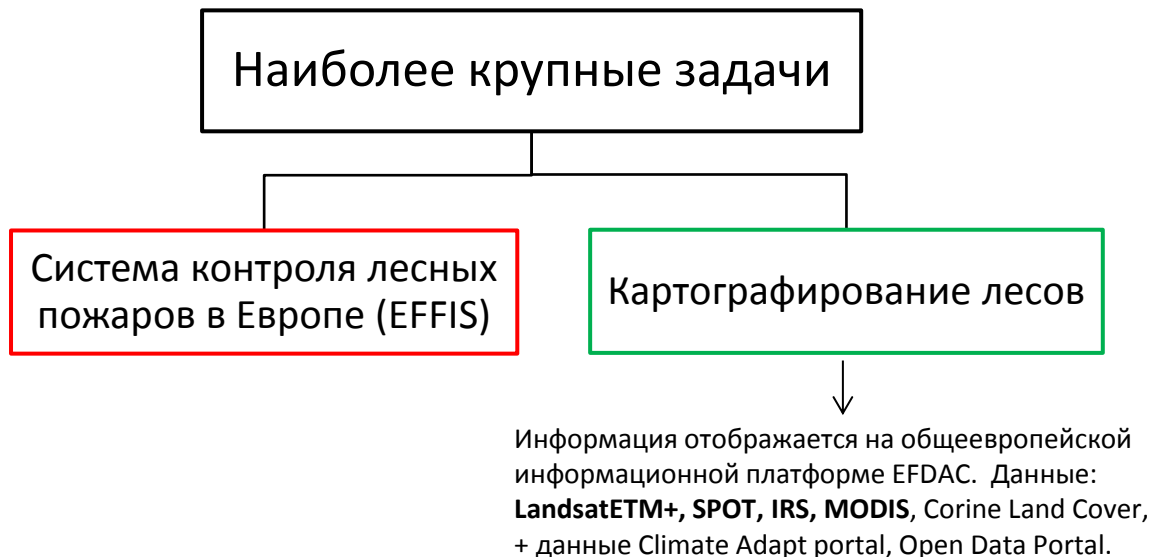 Наиболее крупные задачи
Система контроля лесных
пожаров в Европе (EFFIS)
Картографирование лесов
Информация отображается на общеевропейской
информационной платформе EFDAC. Данные:
LandsatETM+, SPOT, IRS, MODIS, Corine Land Cover,
+ данные Climate Adapt portal, Open Data Portal.